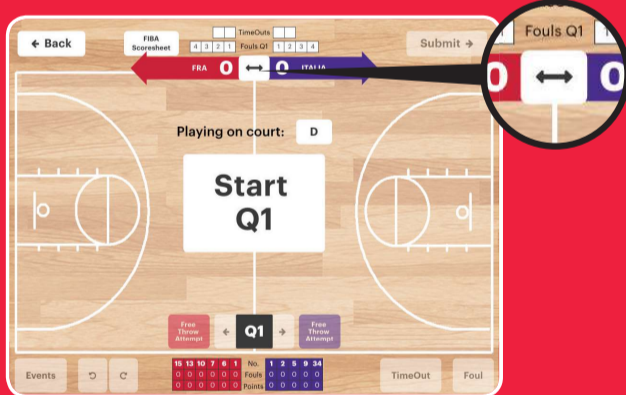 ← Back
FIBA
Scoresheet
TimeOuts
4 3 2 1 Fouls Q1 1 2 3 4
Submit →
FRA 0 ↔ 0 ITALIA
Fouls Q1
0 ↔ 0
Playing on court: D
Start
Q1
Free
Throw
Attempt
← Q1 →
Free
Throw
Attempt
Events
15 13 10 7 6 1 No. 1 2 5 9 34
0 0 0 0 0 0 Fouls 0 0 0 0 0
0 0 0 0 0 0 Points 0 0 0 0 0
TimeOut
Foul